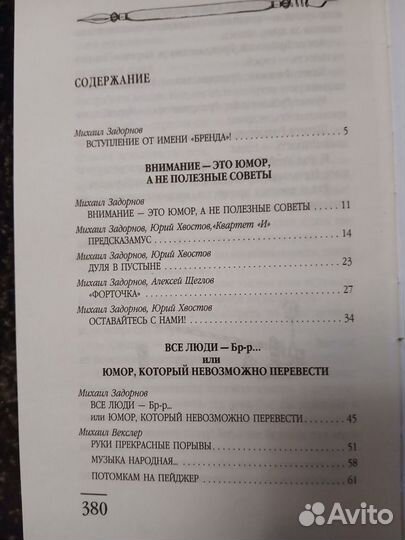 СОДЕРЖАНИЕ
Михаил Задорнов
ВСТУПЛЕНИЕ ОТ ИМЕНИ «БРЕНДА»! 5
ВНИМАНИЕ — ЭТО ЮМОР,
А НЕ ПОЛЕЗНЫЕ СОВЕТЫ
Михаил Задорнов
ВНИМАНИЕ — ЭТО ЮМОР, А НЕ ПОЛЕЗНЫЕ СОВЕТЫ 11
Михаил Задорнов, Юрий Хвостов, «Квартет «И»
ПРЕДСКАЗАМУС 14
Михаил Задорнов, Юрий Хвостов
ДУЛЯ В ПУСТЫНЕ 23
Михаил Задорнов, Алексей Щеглов
«ФОРТОЧКА» 27
Михаил Задорнов, Юрий Хвостов
ОСТАВАЙТЕСЬ С НАМИ! 34
ВСЕ ЛЮДИ — Бр-р...
или
ЮМОР, КОТОРЫЙ НЕВОЗМОЖНО ПЕРЕВЕСТИ
Михаил Задорнов
ВСЕ ЛЮДИ — Бр-р...
или ЮМОР, КОТОРЫЙ НЕВОЗМОЖНО ПЕРЕВЕСТИ 45
Михаил Векслер
РУКИ ПРЕКРАСНЫЕ ПОРЫВЫ 51
МУЗЫКА НАРОДНАЯ... 58
ПОТОМКАМ НА ПЕЙДЖЕР 61
380
Avito